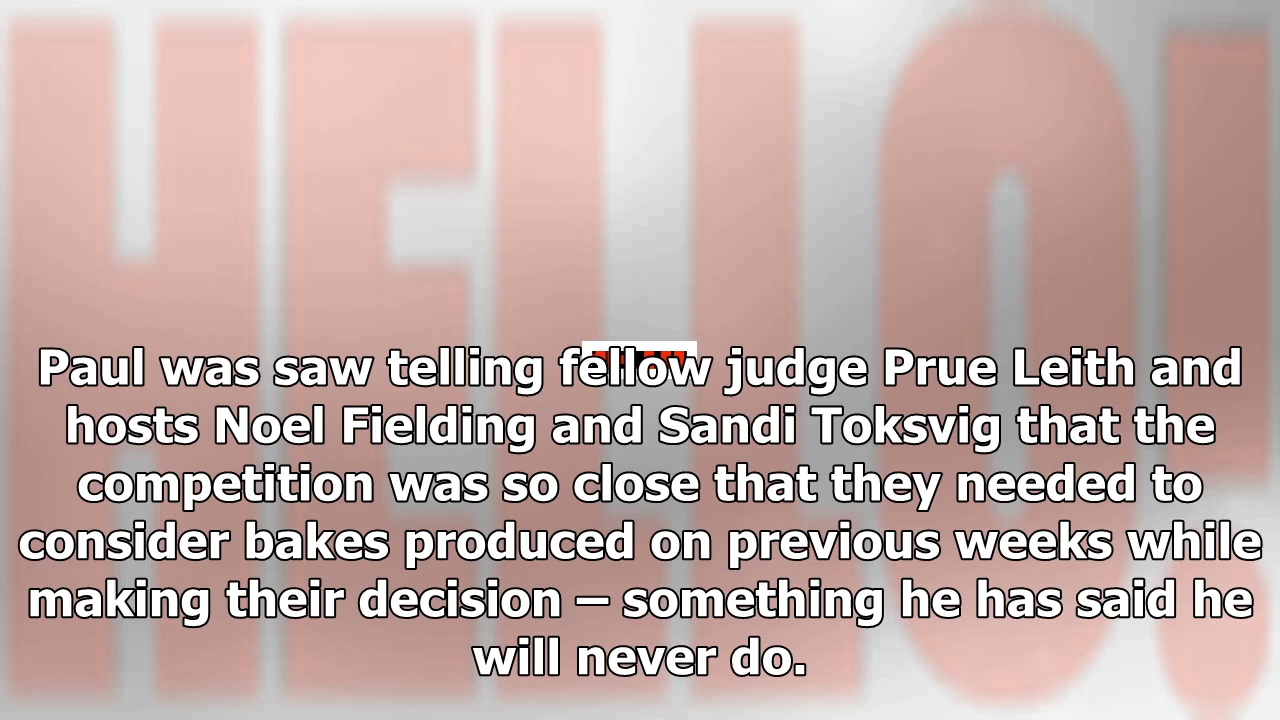 HELLO!
Paul was saw telling fellow judge Prue Leith and
hosts Noel Fielding and Sandi Toksvig that the
competition was so close that they needed to
consider bakes produced on previous weeks while
making their decision – something he has said he
will never do.